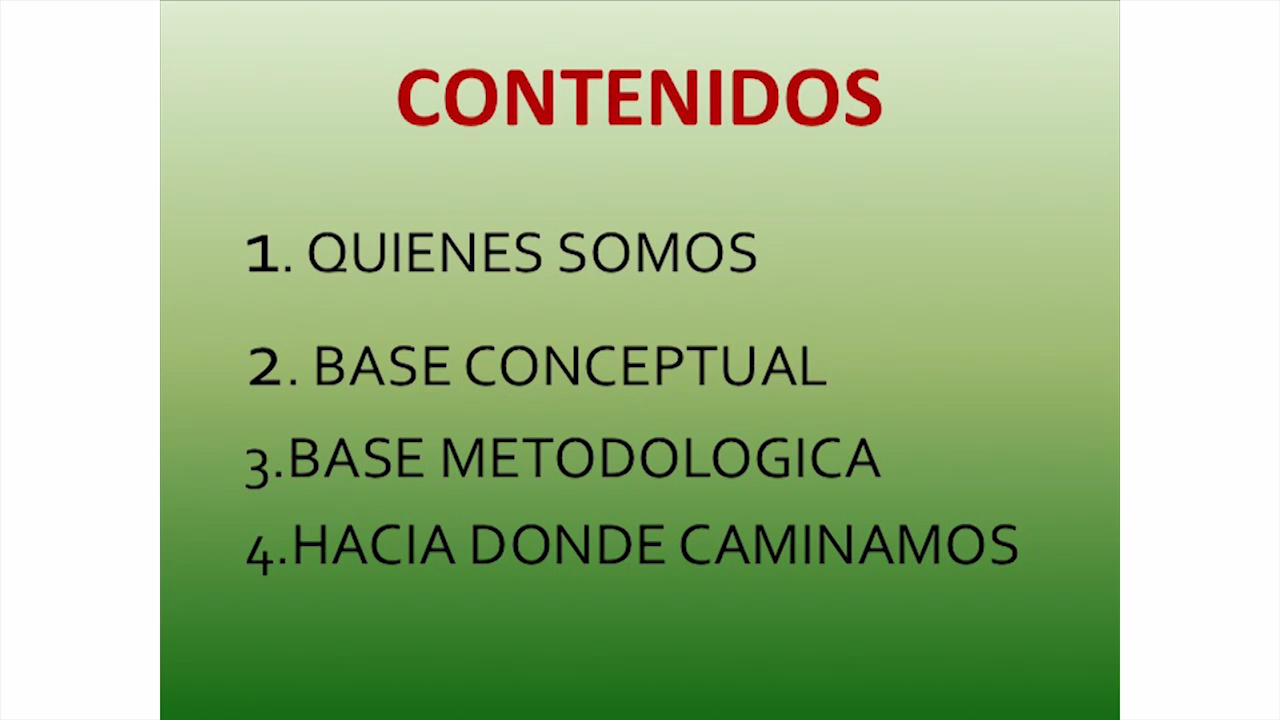 CONTENIDOS
1. QUIENES SOMOS
2. BASE CONCEPTUAL
3.BASE METODOLOGICA
4.HACIA DONDE CAMINAMOS